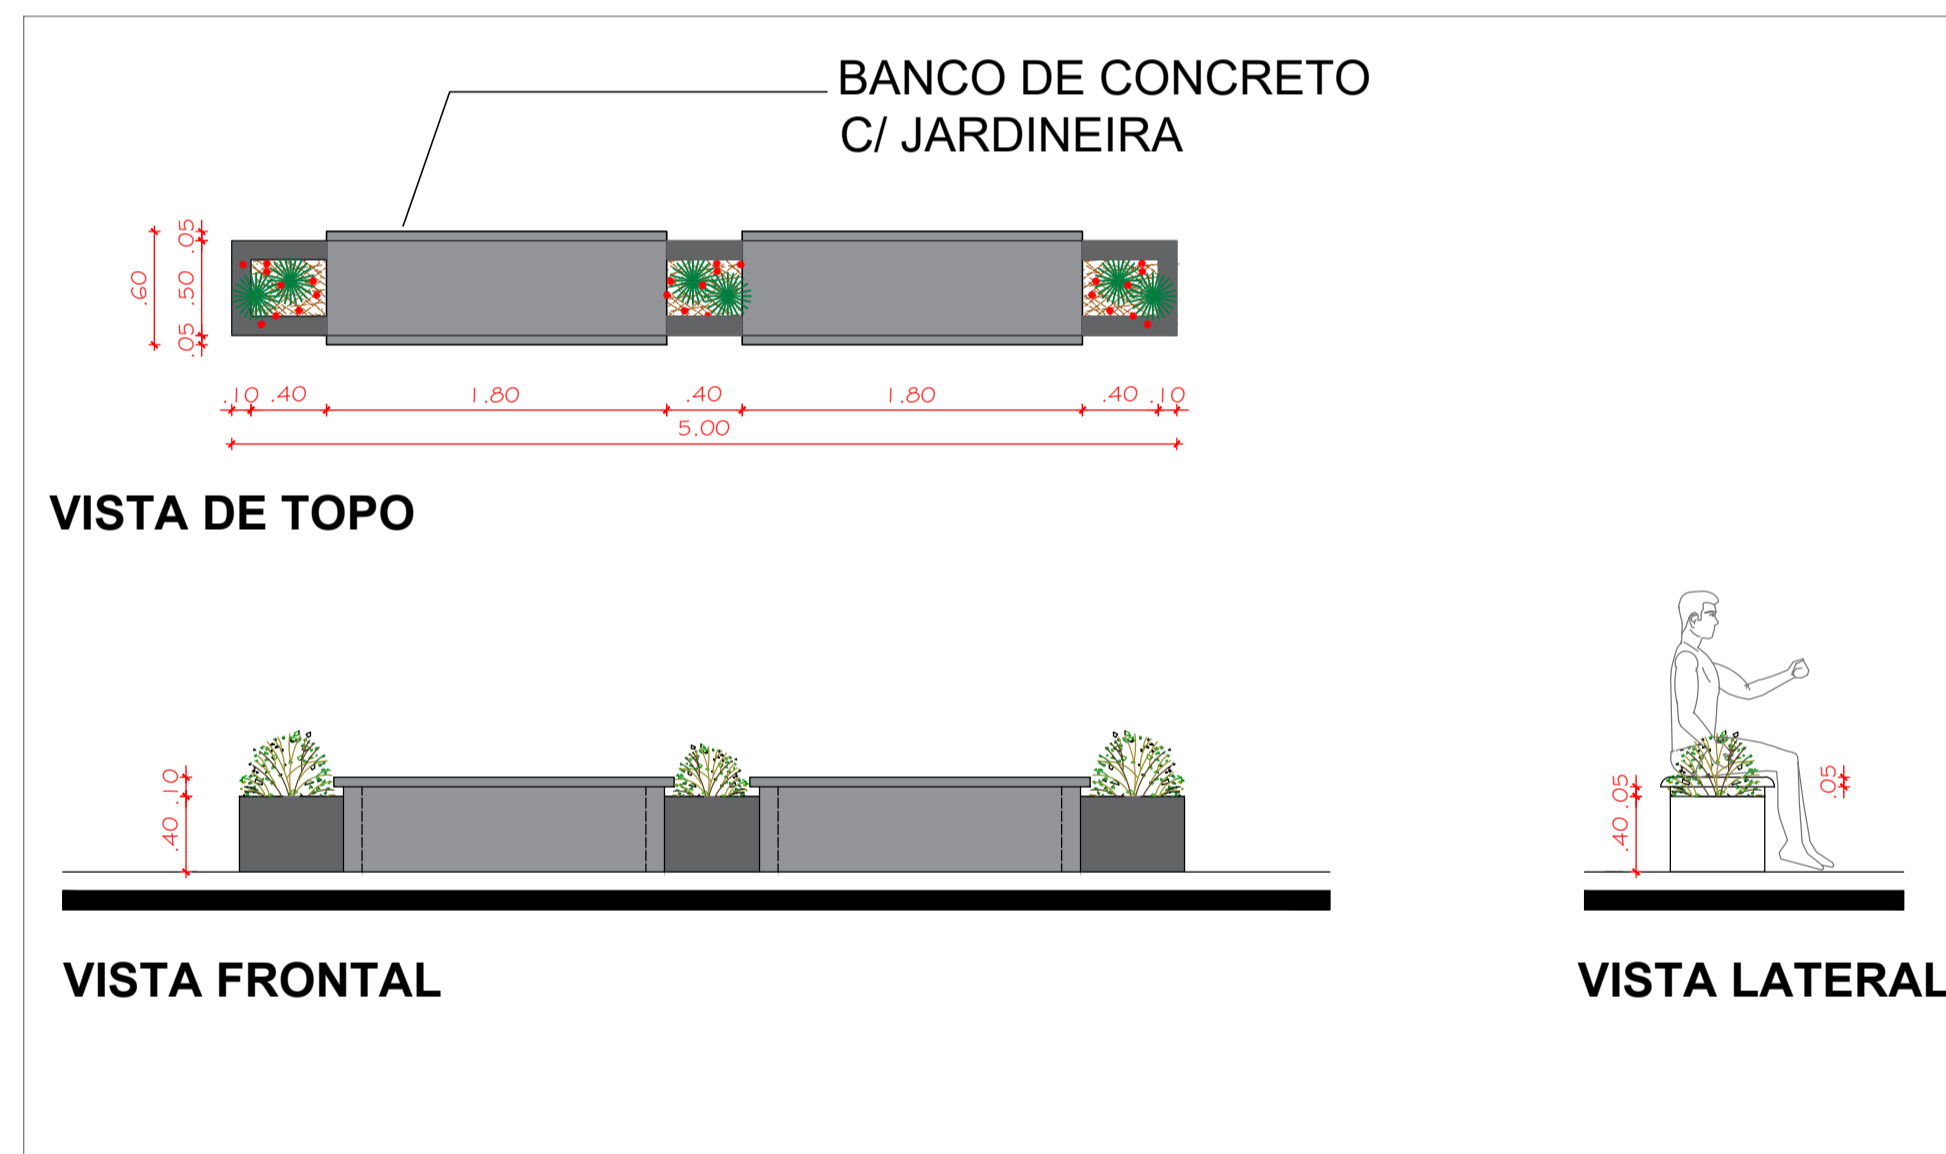 BANCO DE CONCRETO
C/ JARDINEIRA
.60
.05
.50
.05
.10 .40 1.80 .40 1.80 .40 .10
5.00
VISTA DE TOPO
.10
.40
.05
.40
.05
VISTA FRONTAL
VISTA LATERAL